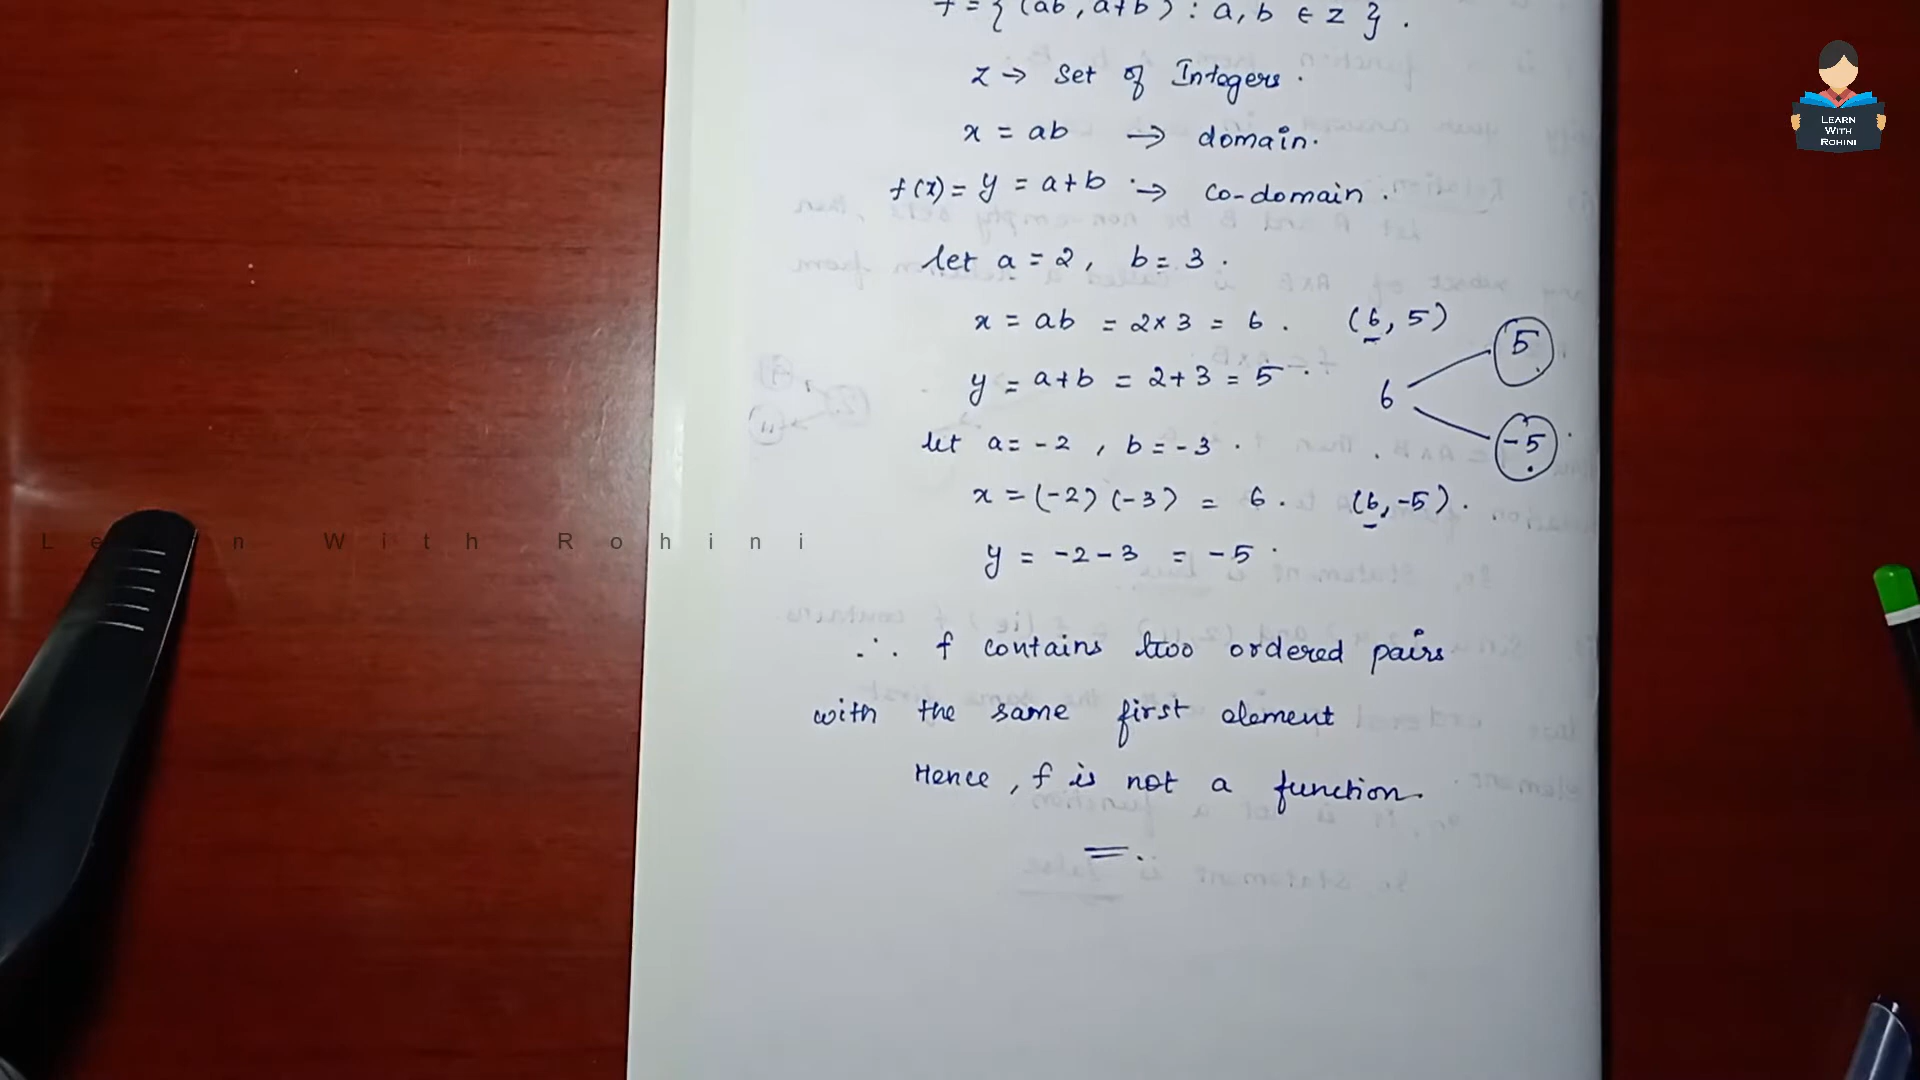 f = { (ab, a+b) : a, b ∈ z } .
z → Set of Integers .
x = ab → domain.
f(x) = y = a+b → co-domain .
let a = 2, b = 3 .
x = ab = 2×3 = 6 . (6, 5)
5
y = a+b = 2+3 = 5 .
6
let a = -2 , b = -3 .
-5
x = (-2) (-3) = 6 . (6, -5) .
y = -2-3 = -5 .
∴ f contains two ordered pairs
with the same first element
Hence , f is not a function.
LEARN
WITH
ROHINI
Learn With Rohini